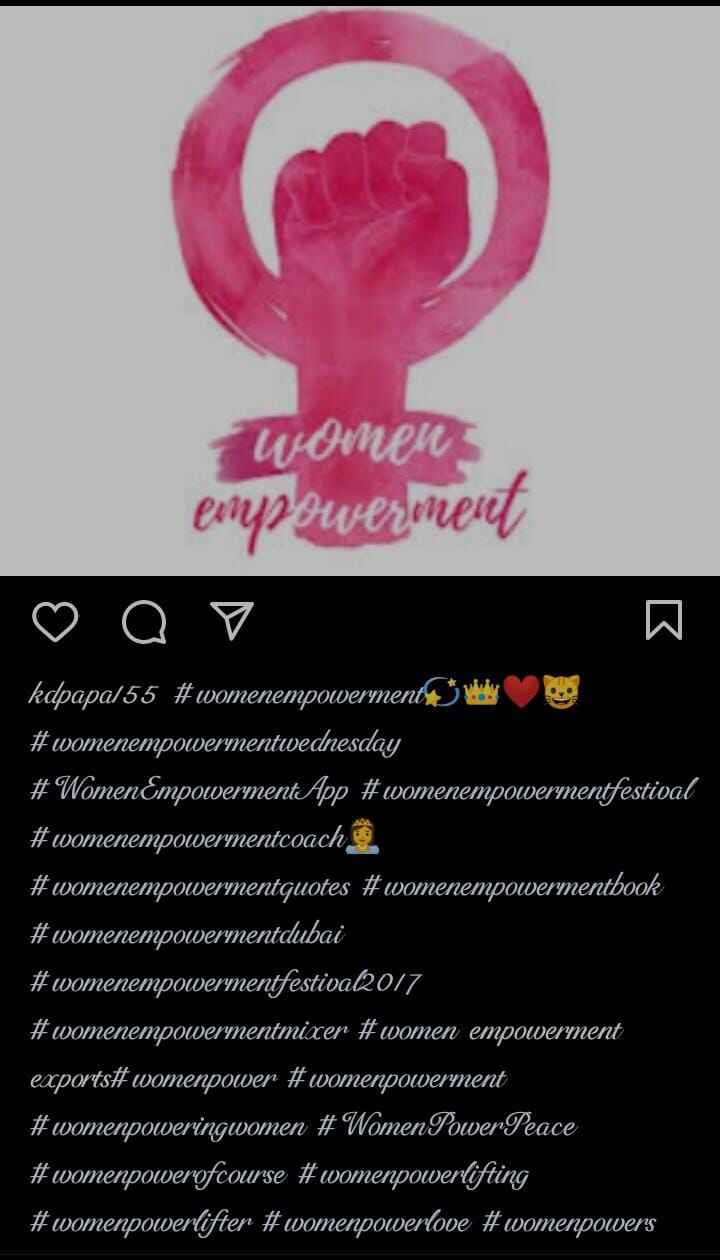 women
empowerment
kdpapa155 #womenempowerment💫👑❤️😺
#womenempowermentwednesday
#WomenEmpowermentApp #womenempowermentfestival
#womenempowermentcoach👸
#womenempowermentquotes #womenempowermentbook
#womenempowermentdubai
#womenempowermentfestival2017
#womenempowermentmixer #women empowerment
exports#womenpower #womenpowerment
#womenpoweringwomen #WomenPowerPeace
#womenpowerofcourse #womenpowerlifting
#womenpowerlifter #womenpowerlove #womenpowers